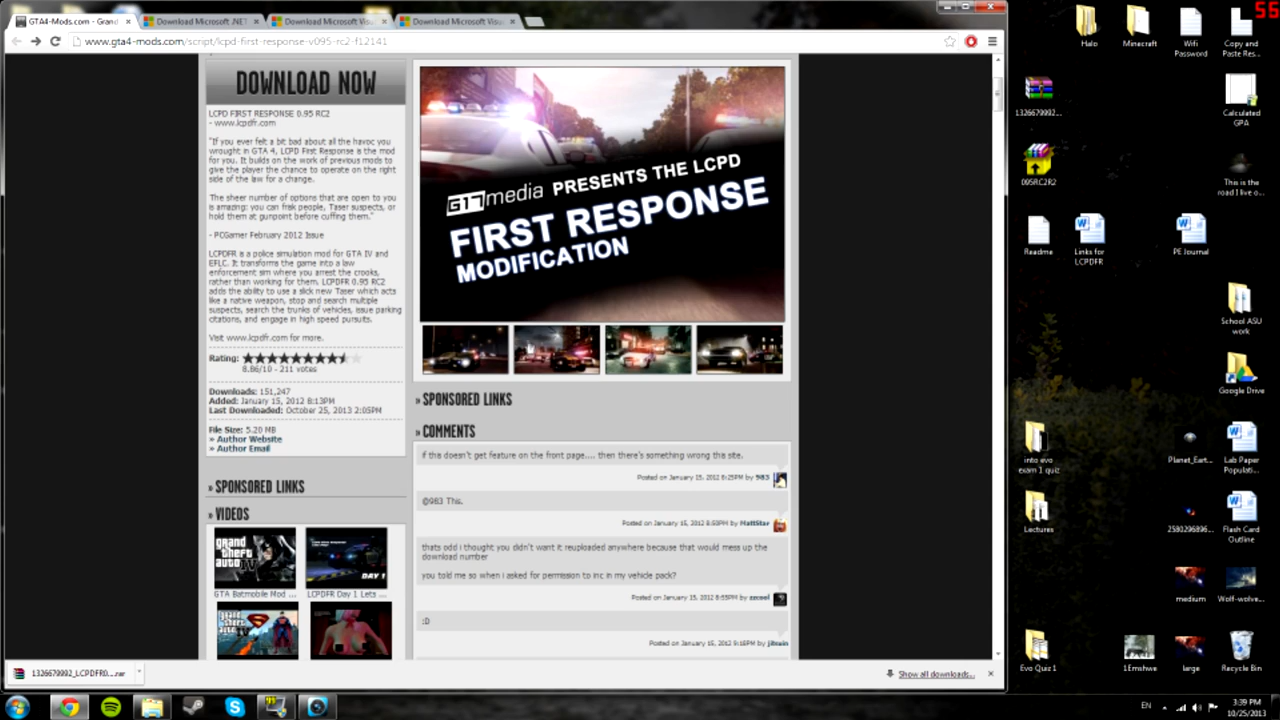 GTA4-Mods.com - Grand
Download Microsoft .NET
Download Microsoft Visu
Download Microsoft Visu
www.gta4-mods.com/script/lcpd-first-response-v095-rc2-f12141
DOWNLOAD NOW
LCPD FIRST RESPONSE 0.95 RC2
- www.lcpdfr.com
"If you ever felt a bit bad about all the havoc you
wrought in GTA 4, LCPD First Response is the mod
for you. It builds on the work of previous mods to
give the player the chance to operate on the right
side of the law for a change.
The sheer number of options that are open to you
is amazing: you can frisk people, Taser suspects, or
hold them at gunpoint before cuffing them."
- PCGamer February 2012 Issue
LCPDFR is a police simulation mod for GTA IV and
EFLC. It transforms the game into a law
enforcement sim where you arrest the crooks,
rather than working for them. LCPDFR 0.95 RC2
adds the ability to use a slick new Taser which acts
like a native weapon, stop and search multiple
suspects, search the trunks of vehicles, issue parking
citations, and engage in high speed pursuits.
Visit www.lcpdfr.com for more.
Rating:
8.86/10 - 211 votes
Downloads: 151,247
Added: January 15, 2012 8:13PM
Last Downloaded: October 25, 2013 2:05PM
File Size: 5.20 MB
» Author Website
» Author Email
» SPONSORED LINKS
» VIDEOS
grand theft auto IV
DAY 1
GTA Batmobile Mod ...
LCPDFR Day 1 Lets ...
grand theft auto
G17media PRESENTS THE LCPD
FIRST RESPONSE
MODIFICATION
» SPONSORED LINKS
» COMMENTS
if this doesn't get feature on the front page.... then there's something wrong this site.
Posted on January 15, 2012 8:25PM by 983
@983 This.
Posted on January 15, 2012 8:50PM by MattStar
thats odd i thought you didn't want it reuploaded anywhere because that would mess up the
download number
you told me so when i asked for permission to inc in my vehicle pack?
Posted on January 15, 2012 8:55PM by
:D
Posted on January 15, 2012 9:16PM by
1326679992_LCPDFR0....rar
Show all downloads...
55
Halo
Minecraft
Wifi
Password
Copy and
Paste Res...
1326679992...
Calculated
GPA
095RC2R2
This is the
road I live o...
Readme
Links for
LCPDFR
PE Journal
School ASU
work
Google Drive
into evo
exam 1 quiz
Planet_Eart...
Lab Paper
Populati...
Lectures
2580296896...
Flash Card
Outline
medium
Wolf-wolve...
Evo Quiz 1
1Emshwe
large
Recycle Bin
EN
3:39 PM
10/25/2013